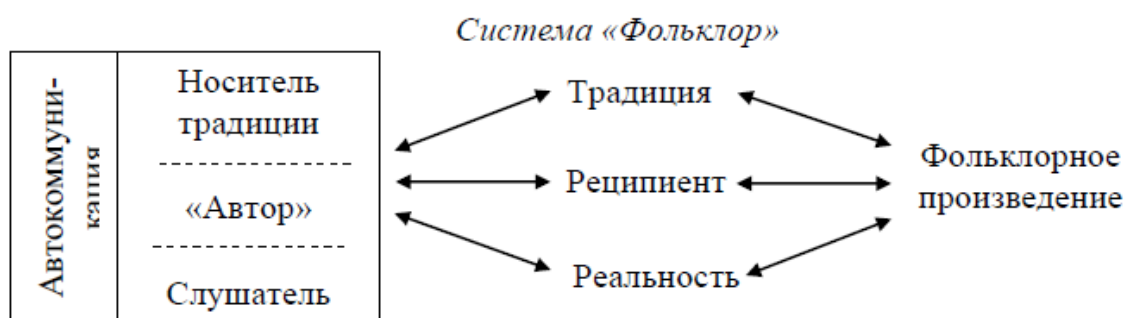 Система «Фольклор»
Автокоммуни-
кация
Носитель
традиции
«Автор»
Слушатель
Традиция
Реципиент
Реальность
Фольклорное
произведение